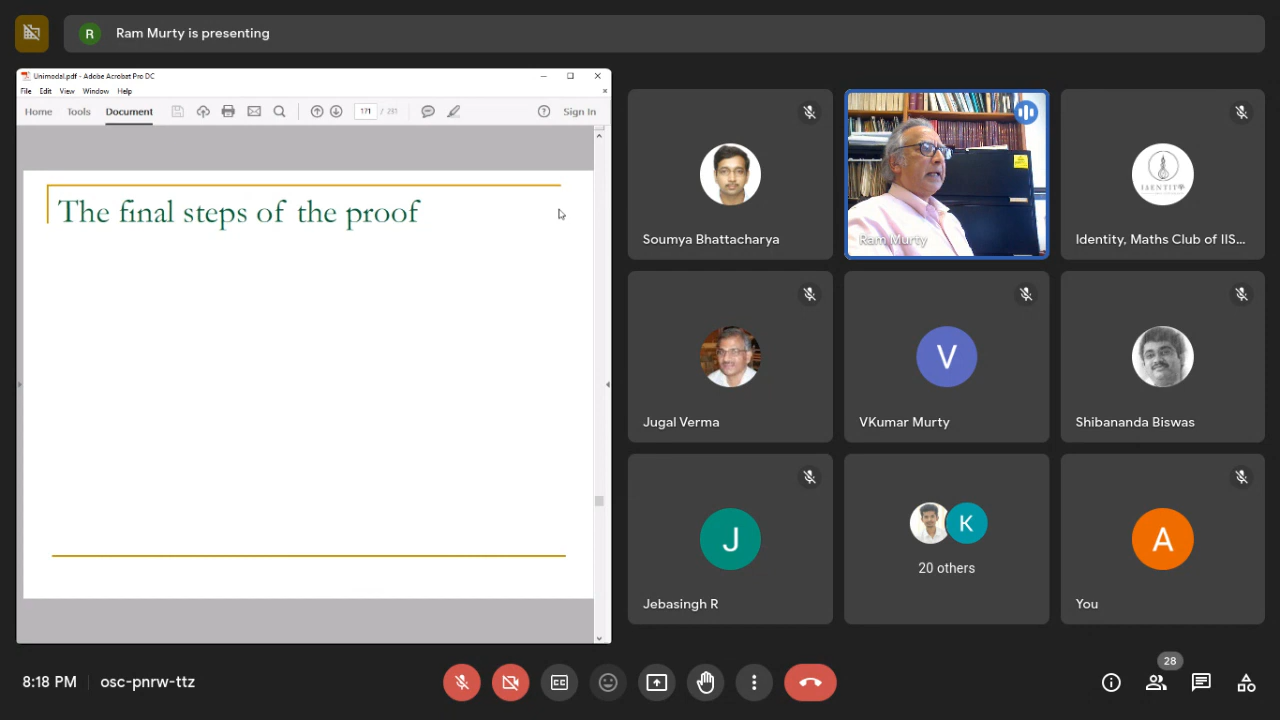 R
Ram Murty is presenting
Unimodal.pdf - Adobe Acrobat Pro DC
File Edit View Window Help
Home Tools Document 171 / 231 Sign In
The final steps of the proof
Soumya Bhattacharya
Ram Murty
Identity, Maths Club of IIS...
Jugal Verma
V
VKumar Murty
Shibananda Biswas
J
Jebasingh R
K
20 others
A
You
8:18 PM
osc-pnrw-ttz
28